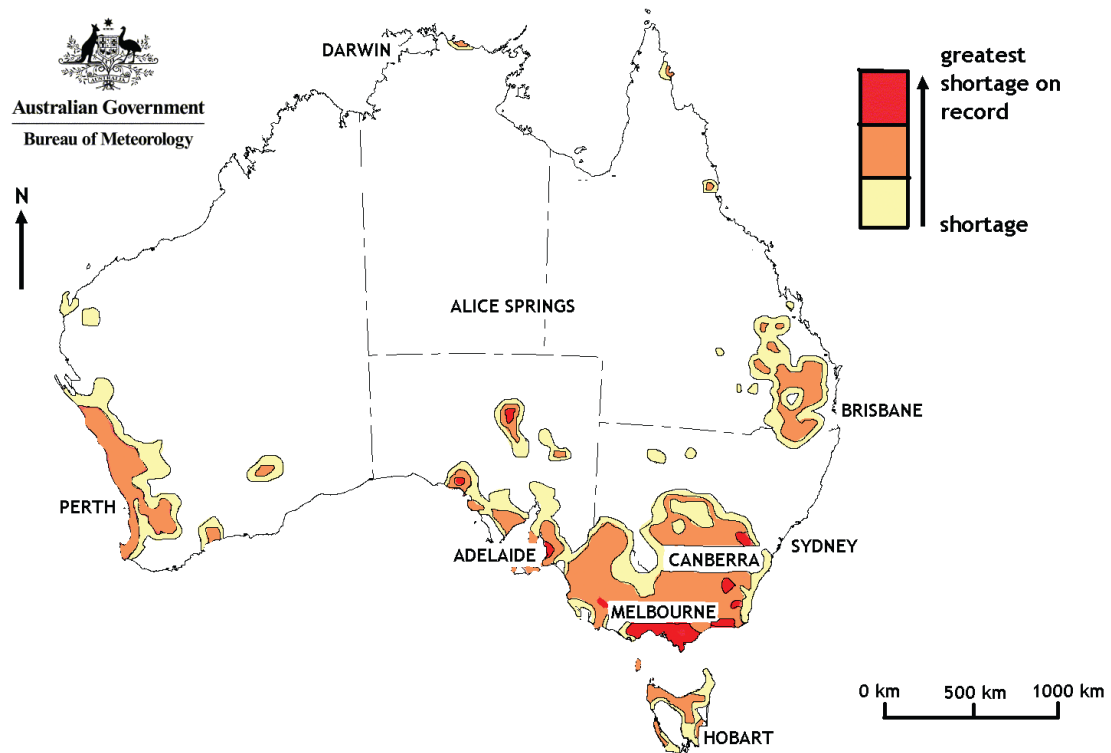 AUSTRALIA
Australian Government
Bureau of Meteorology
N
DARWIN
greatest
shortage on
record
shortage
ALICE SPRINGS
BRISBANE
PERTH
ADELAIDE
CANBERRA
SYDNEY
MELBOURNE
HOBART
0 km
500 km
1000 km